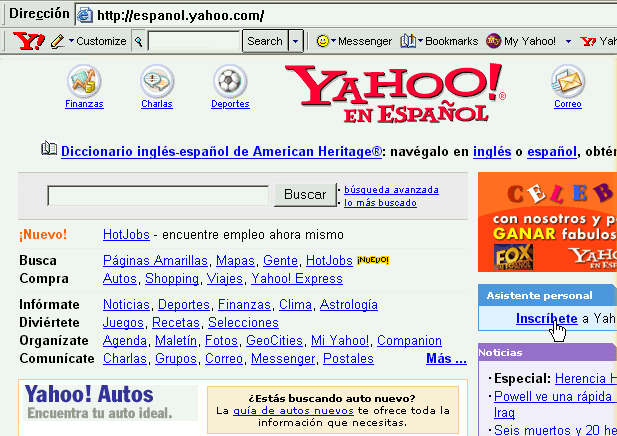 Dirección http://espanol.yahoo.com/
Y! Customize Search Messenger Bookmarks My Yahoo!
Finanzas Charlas Deportes YAHOO! ® Correo
EN ESPAÑOL
Diccionario inglés-español de American Heritage®: navégalo en inglés o español,
Buscar
· búsqueda avanzada
· lo más buscado
¡Nuevo! HotJobs - encuentre empleo ahora mismo
Busca Páginas Amarillas, Mapas, Gente, HotJobs ¡NUEVO!
Compra Autos, Shopping, Viajes, Yahoo! Express
Infórmate Noticias, Deportes, Finanzas, Clima, Astrología
Diviértete Juegos, Recetas, Selecciones
Organízate Agenda, Maletín, Fotos, GeoCities, Mi Yahoo!, Companion
Comunícate Charlas, Grupos, Correo, Messenger, Postales Más ...
Yahoo! Autos
Encuentra tu auto ideal.
¿Estás buscando auto nuevo?
La guía de autos nuevos te ofrece toda la
información que necesitas.
CELEB
con nosotros y
GANAR fabulos
FOX
EN ESPAÑOL
YAH
EN ES
Asistente personal
Inscríbete a Yah
Noticias
· Especial: Herencia H
· Powell ve una rápida
Iraq
· Seis muertos y 20 he